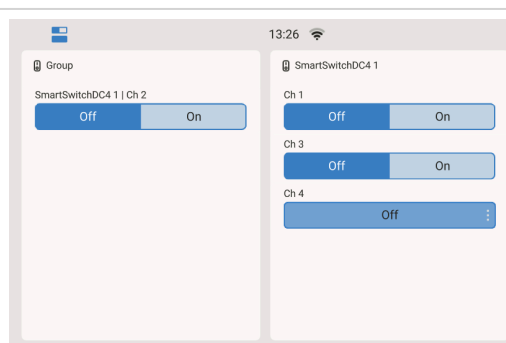 13:26
Group
SmartSwitchDC4 1 | Ch 2
Off On
SmartSwitchDC4 1
Ch 1
Off On
Ch 3
Off On
Ch 4
Off